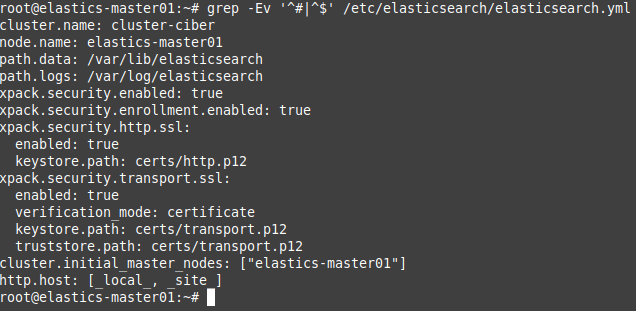 root@elastics-master01:~# grep -Ev '^#|^$' /etc/elasticsearch/elasticsearch.yml
cluster.name: cluster-ciber
node.name: elastics-master01
path.data: /var/lib/elasticsearch
path.logs: /var/log/elasticsearch
xpack.security.enabled: true
xpack.security.enrollment.enabled: true
xpack.security.http.ssl:
  enabled: true
  keystore.path: certs/http.p12
xpack.security.transport.ssl:
  enabled: true
  verification_mode: certificate
  keystore.path: certs/transport.p12
  truststore.path: certs/transport.p12
cluster.initial_master_nodes: ["elastics-master01"]
http.host: [_local_, _site_]
root@elastics-master01:~#